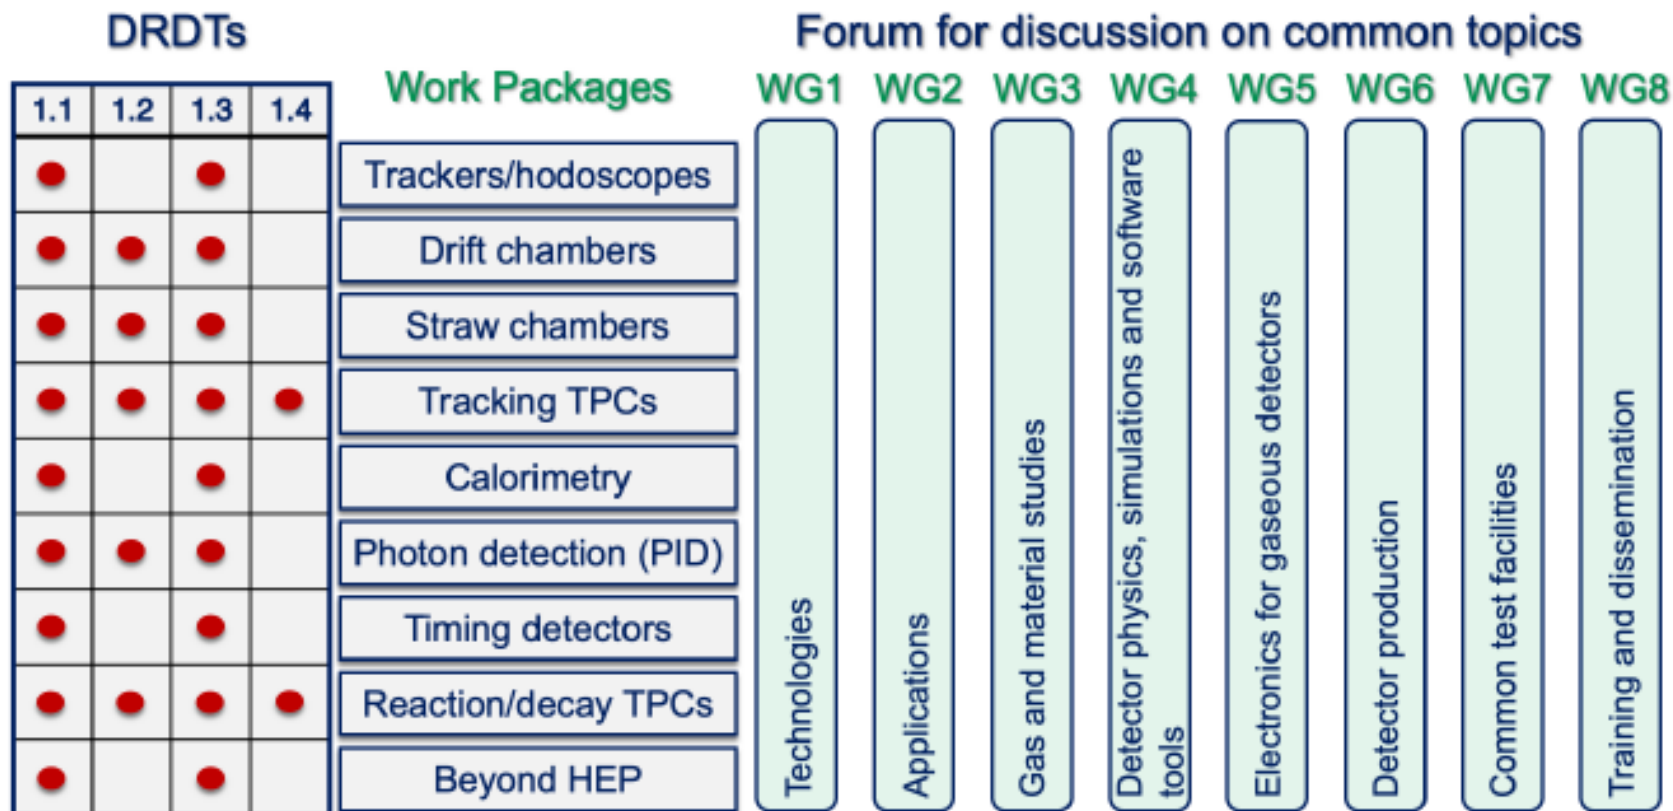 DRDTs
Forum for discussion on common topics
Work Packages
WG1 WG2 WG3 WG4 WG5 WG6 WG7 WG8
1.1 1.2 1.3 1.4
Trackers/hodoscopes
Drift chambers
Straw chambers
Tracking TPCs
Calorimetry
Photon detection (PID)
Timing detectors
Reaction/decay TPCs
Beyond HEP
Technologies
Applications
Gas and material studies
Detector physics, simulations and software
tools
Electronics for gaseous detectors
Detector production
Common test facilities
Training and dissemination